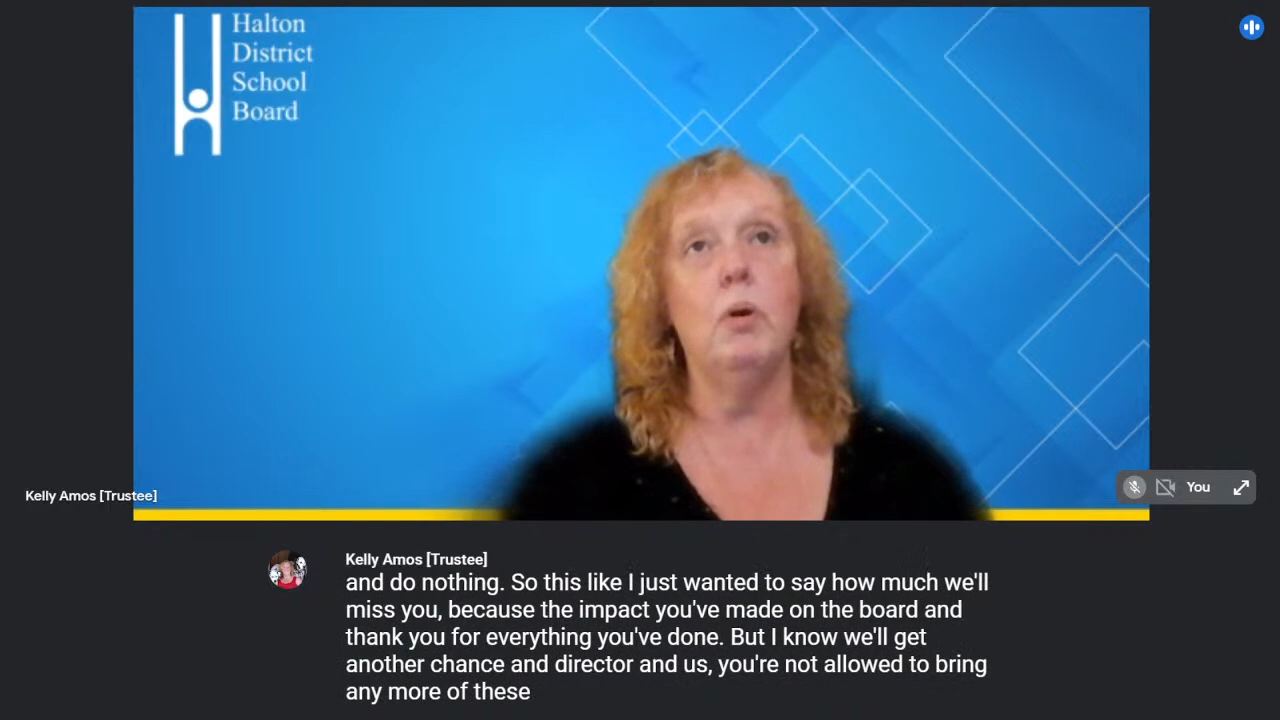 Halton
District
School
Board
Kelly Amos [Trustee]
You
Kelly Amos [Trustee]
and do nothing. So this like I just wanted to say how much we'll
miss you, because the impact you've made on the board and
thank you for everything you've done. But I know we'll get
another chance and director and us, you're not allowed to bring
any more of these